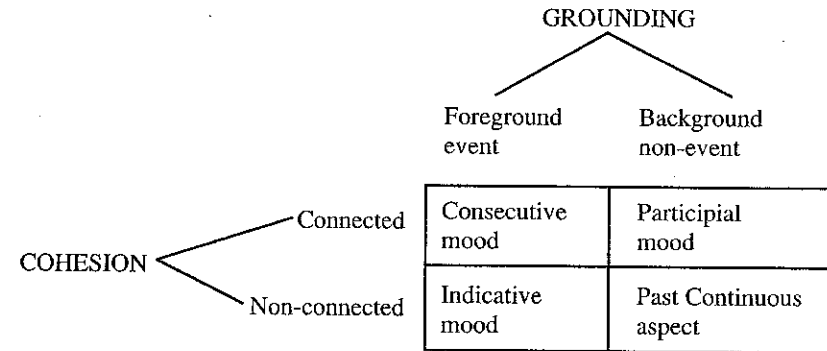 GROUNDING
Foreground event
Background non-event
COHESION
Connected
Consecutive mood
Participial mood
Non-connected
Indicative mood
Past Continuous aspect